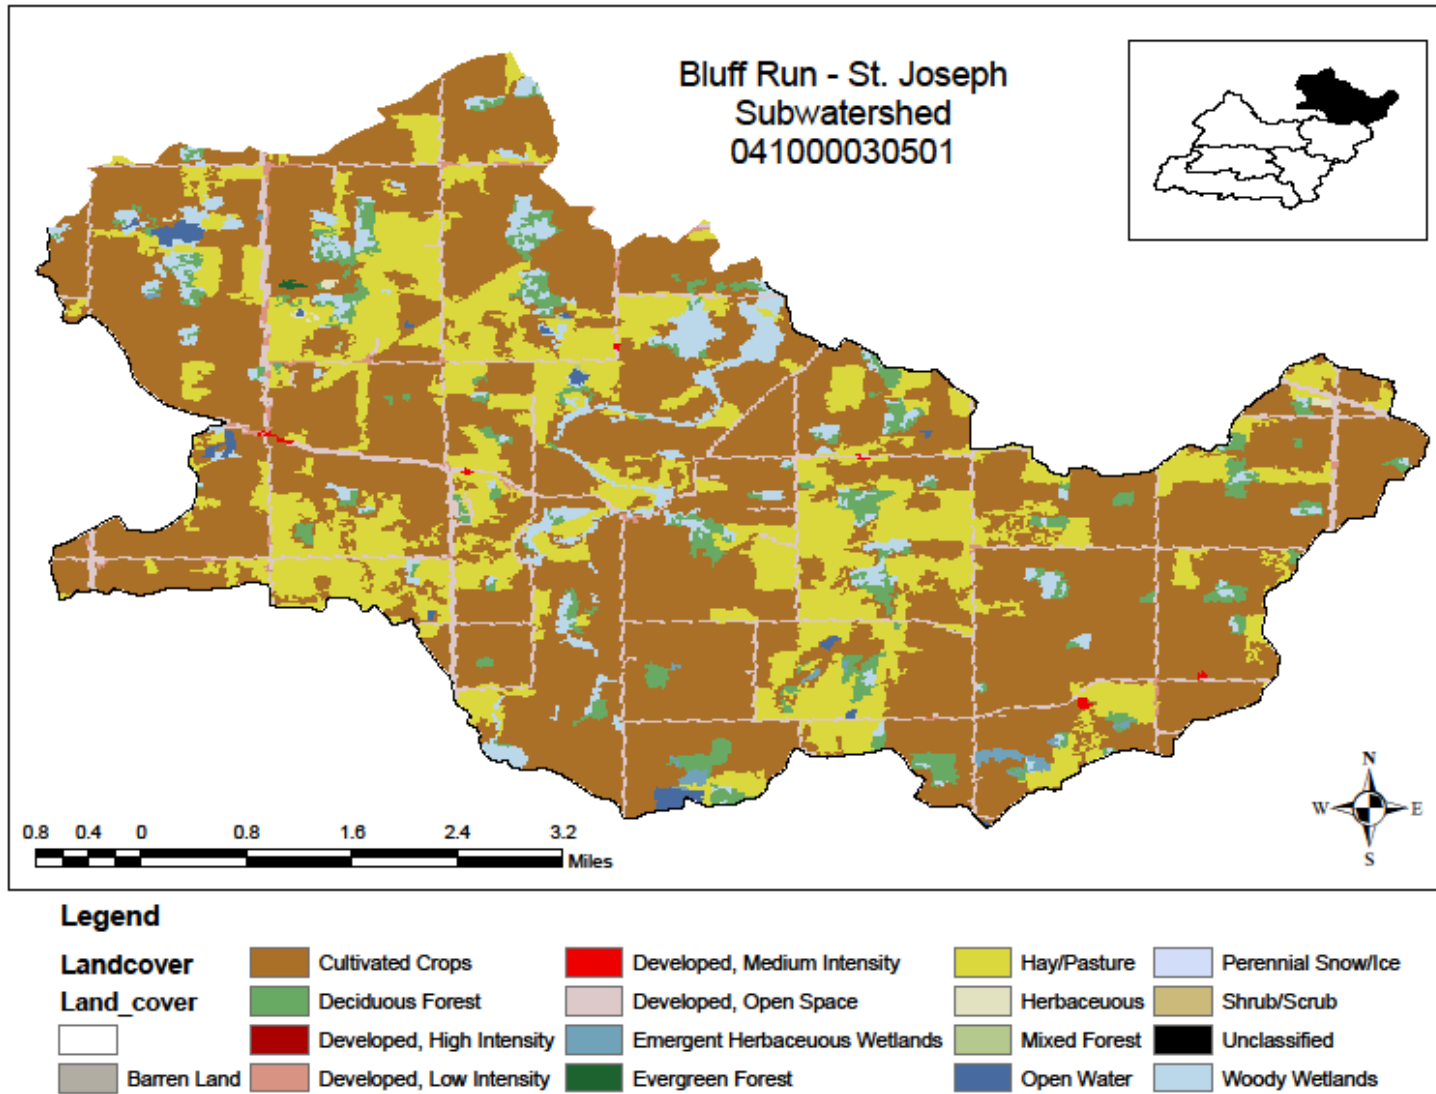 Bluff Run - St. Joseph
Subwatershed
041000030501
N
W E
S
0.8 0.4 0 0.8 1.6 2.4 3.2
Miles
Legend
Landcover
Land_cover
Barren Land
Cultivated Crops
Deciduous Forest
Developed, High Intensity
Developed, Low Intensity
Developed, Medium Intensity
Developed, Open Space
Emergent Herbaceuous Wetlands
Evergreen Forest
Hay/Pasture
Herbaceuous
Mixed Forest
Open Water
Perennial Snow/Ice
Shrub/Scrub
Unclassified
Woody Wetlands